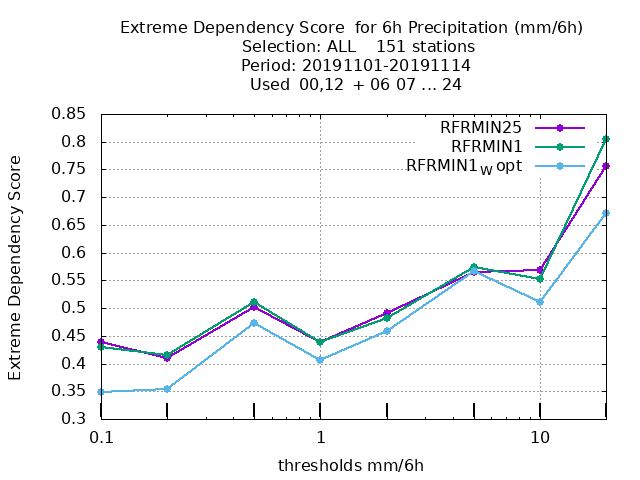 Extreme Dependency Score  for 6h Precipitation (mm/6h)
Selection: ALL    151 stations
Period: 20191101-20191114
Used  00,12  + 06 07 ... 24
RFRMIN25
RFRMIN1
RFRMIN1W opt
Extreme Dependency Score
0.85
0.8
0.75
0.7
0.65
0.6
0.55
0.5
0.45
0.4
0.35
0.3
0.1 1 10
thresholds mm/6h